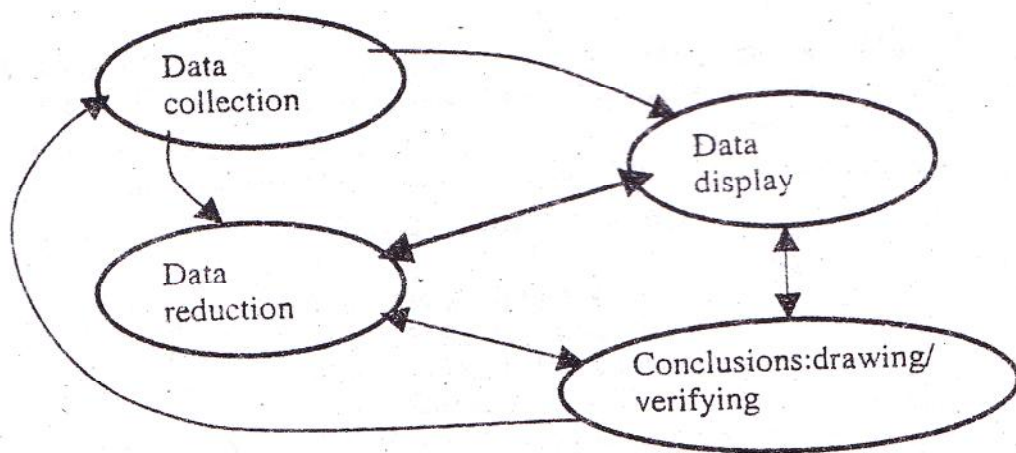 Data
collection
Data
display
Data
reduction
Conclusions:drawing/
verifying